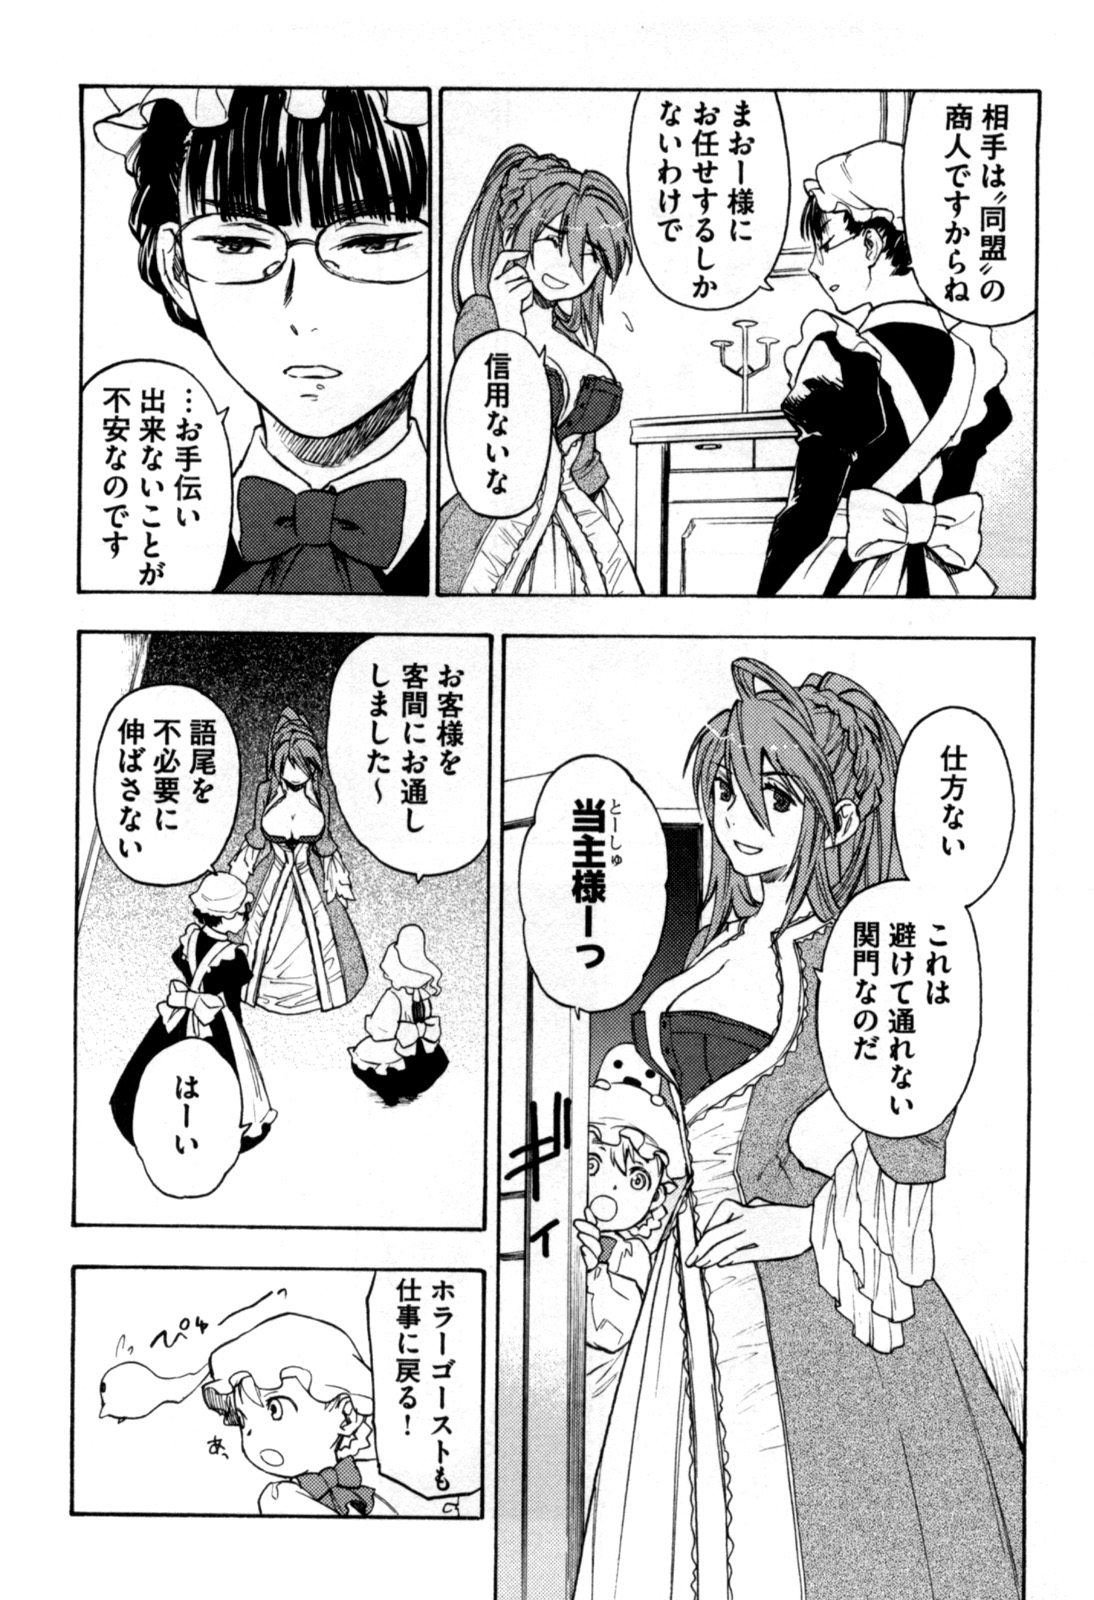 相手は〝同盟〟の
商人ですからね
まおー様に
お任せするしか
ないわけで
信用ないな
…お手伝い
出来ないことが
不安なのです
仕方ない
これは
避けて通れない
関門なのだ
とーしゅ
当主様ーっ
ギィ
お客様を
客間にお通し
しました～
語尾を
不必要に
伸ばさない
はーい
ホラーゴーストも
仕事に戻る！
ぴゅ
あっ